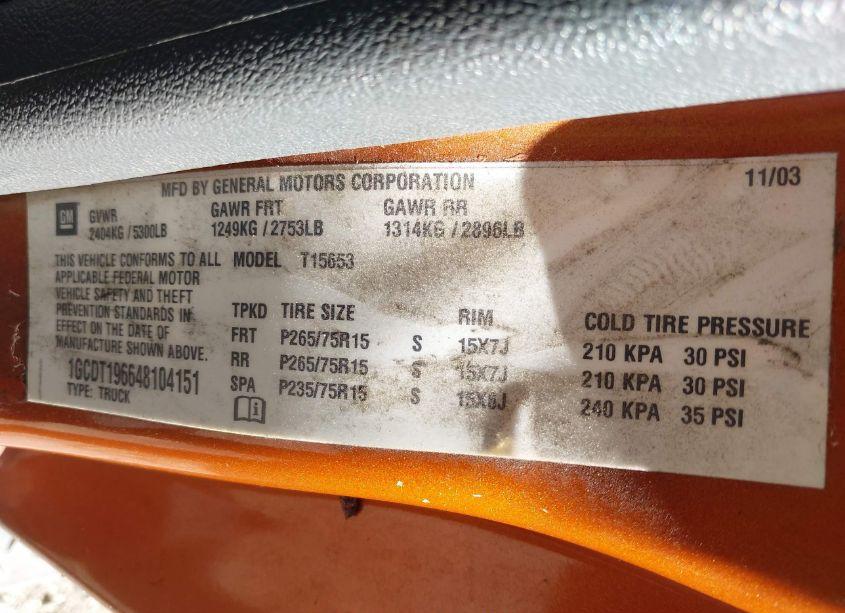 MFD BY GENERAL MOTORS CORPORATION 11/03
GM GVWR GAWR FRT GAWR RR
2404KG / 5300LB 1249KG / 2753LB 1314KG / 2896LB
THIS VEHICLE CONFORMS TO ALL MODEL T15653
APPLICABLE FEDERAL MOTOR
VEHICLE SAFETY AND THEFT
PREVENTION STANDARDS IN TPKD TIRE SIZE RIM COLD TIRE PRESSURE
EFFECT ON THE DATE OF FRT P265/75R15 S 15X7J 210 KPA 30 PSI
MANUFACTURE SHOWN ABOVE. RR P265/75R15 S 15X7J 210 KPA 30 PSI
1GCDT196648104151 SPA P235/75R15 S 15X6J 240 KPA 35 PSI
TYPE: TRUCK